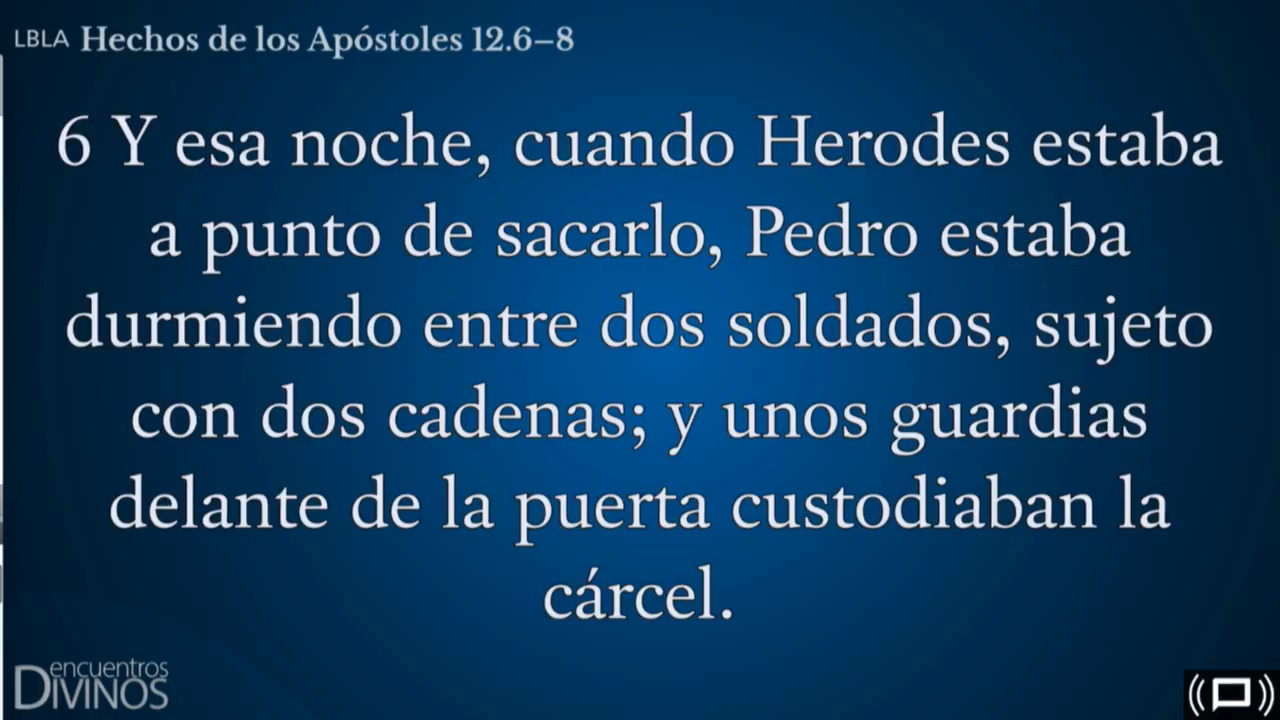 LBLA Hechos de los Apóstoles 12.6–8
6 Y esa noche, cuando Herodes estaba
a punto de sacarlo, Pedro estaba
durmiendo entre dos soldados, sujeto
con dos cadenas; y unos guardias
delante de la puerta custodiaban la
cárcel.
encuentros
DIVINOS